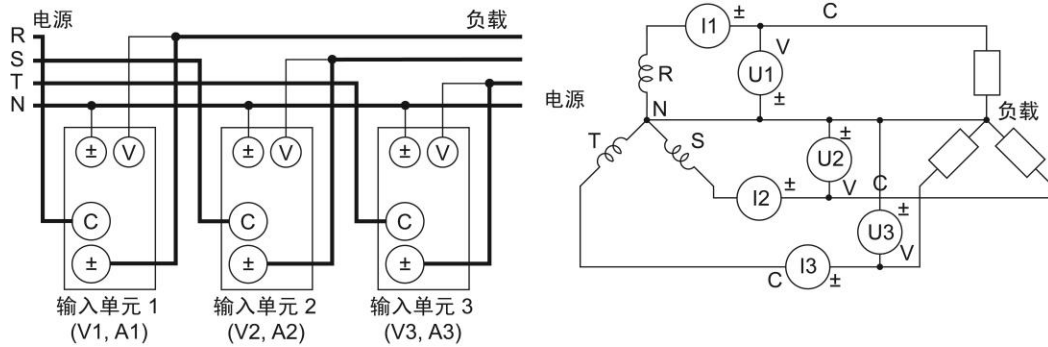 电源 负载
R
S
T
N
± V ± V ± V
C C C
± ± ±
输入单元 1 输入单元 2 输入单元 3
(V1, A1) (V2, A2) (V3, A3)
I1 ± C
V
R U1
±
电源 N 负载
T S ±
U2
V C
I2 ± ±
U3
V
C I3 ±